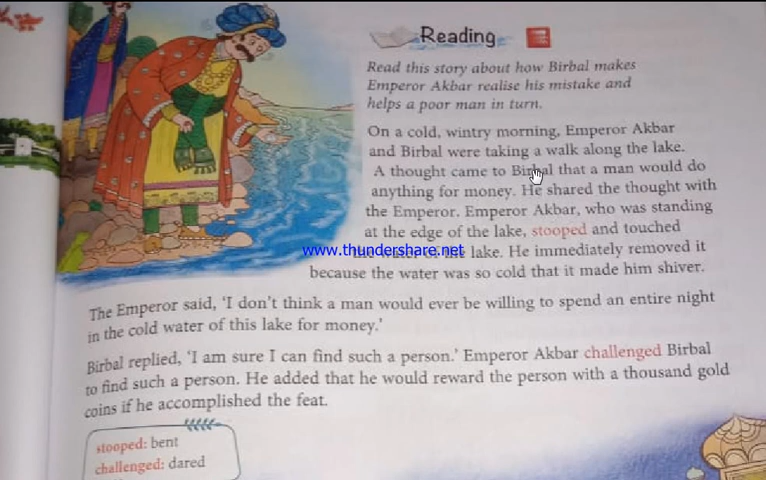 Reading
Read this story about how Birbal makes
Emperor Akbar realise his mistake and
helps a poor man in turn.
On a cold, wintry morning, Emperor Akbar
and Birbal were taking a walk along the lake.
A thought came to Birbal that a man would do
anything for money. He shared the thought with
the Emperor. Emperor Akbar, who was standing
at the edge of the lake, stooped and touched
www.thundershare.net
lake. He immediately removed it
because the water was so cold that it made him shiver.
The Emperor said, ‘I don’t think a man would ever be willing to spend an entire night
in the cold water of this lake for money.’
Birbal replied, ‘I am sure I can find such a person.’ Emperor Akbar challenged Birbal
to find such a person. He added that he would reward the person with a thousand gold
coins if he accomplished the feat.
stooped: bent
challenged: dared